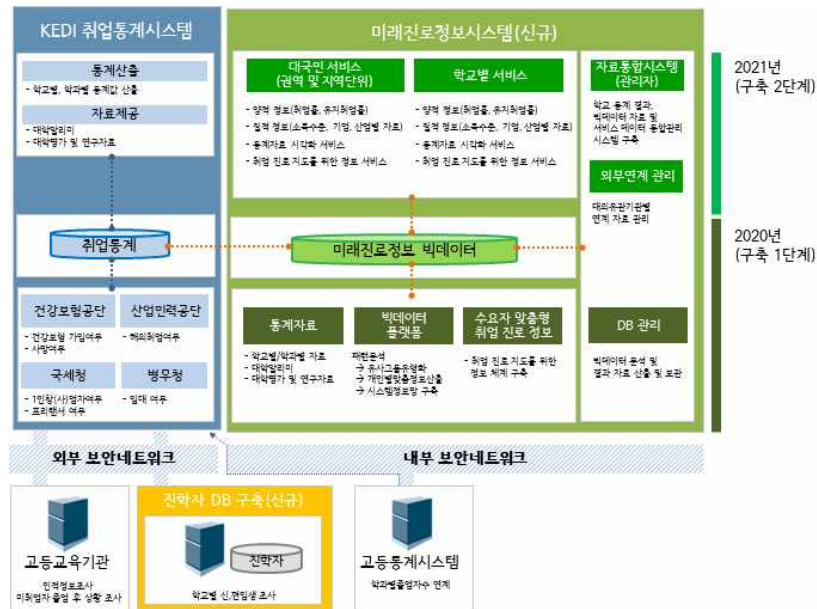 KEDI 취업통계시스템
통계산출
- 학교별, 학과별 통계값 산출
자료제공
- 대학알리미
- 대학평가 및 연구자료
취업통계
건강보험공단
- 건강보험 가입여부
- 사망여부
산업인력공단
- 해외취업여부
국세청
- 1인창(사)업자여부
- 프리랜서 여부
병무청
- 입대 여부
미래진로정보시스템(신규)
대국민 서비스
(권역 및 지역단위)
- 양적 정보(취업률, 유지취업률)
- 질적 정보(소득수준, 기업, 산업별 자료)
- 통계자료 시각화 서비스
- 취업 진로 지도를 위한 정보 서비스
학교별 서비스
- 양적 정보(취업률, 유지취업률)
- 질적 정보(소득수준, 기업, 산업별 자료)
- 통계자료 시각화 서비스
- 취업 진로 지도를 위한 정보 서비스
자료통합시스템
(관리자)
학교 통계 결과,
빅데이터 자료 및
서비스 데이터 통합관리
시스템 구축
외부연계 관리
대외유관기관별
연계 자료 관리
미래진로정보 빅데이터
통계자료
- 학교별/학과별 자료
- 대학알리미
- 대학평가 및 연구자료
빅데이터
플랫폼
패턴분석
→ 유사그룹유형화
→ 개인별맞춤정보산출
→ 시스템정보망 구축
수요자 맞춤형
취업 진로 정보
- 취업 진로 지도를 위한
정보 체계 구축
DB 관리
빅데이터 분석 및
결과 자료 산출 및 보관
2021년
(구축 2단계)
2020년
(구축 1단계)
외부 보안네트워크
내부 보안네트워크
고등교육기관
인적정보조사
미취업자 졸업 후 상황 조사
진학자 DB 구축(신규)
진학자
학교별 신,편입생 조사
고등통계시스템
학과별졸업자수 연계